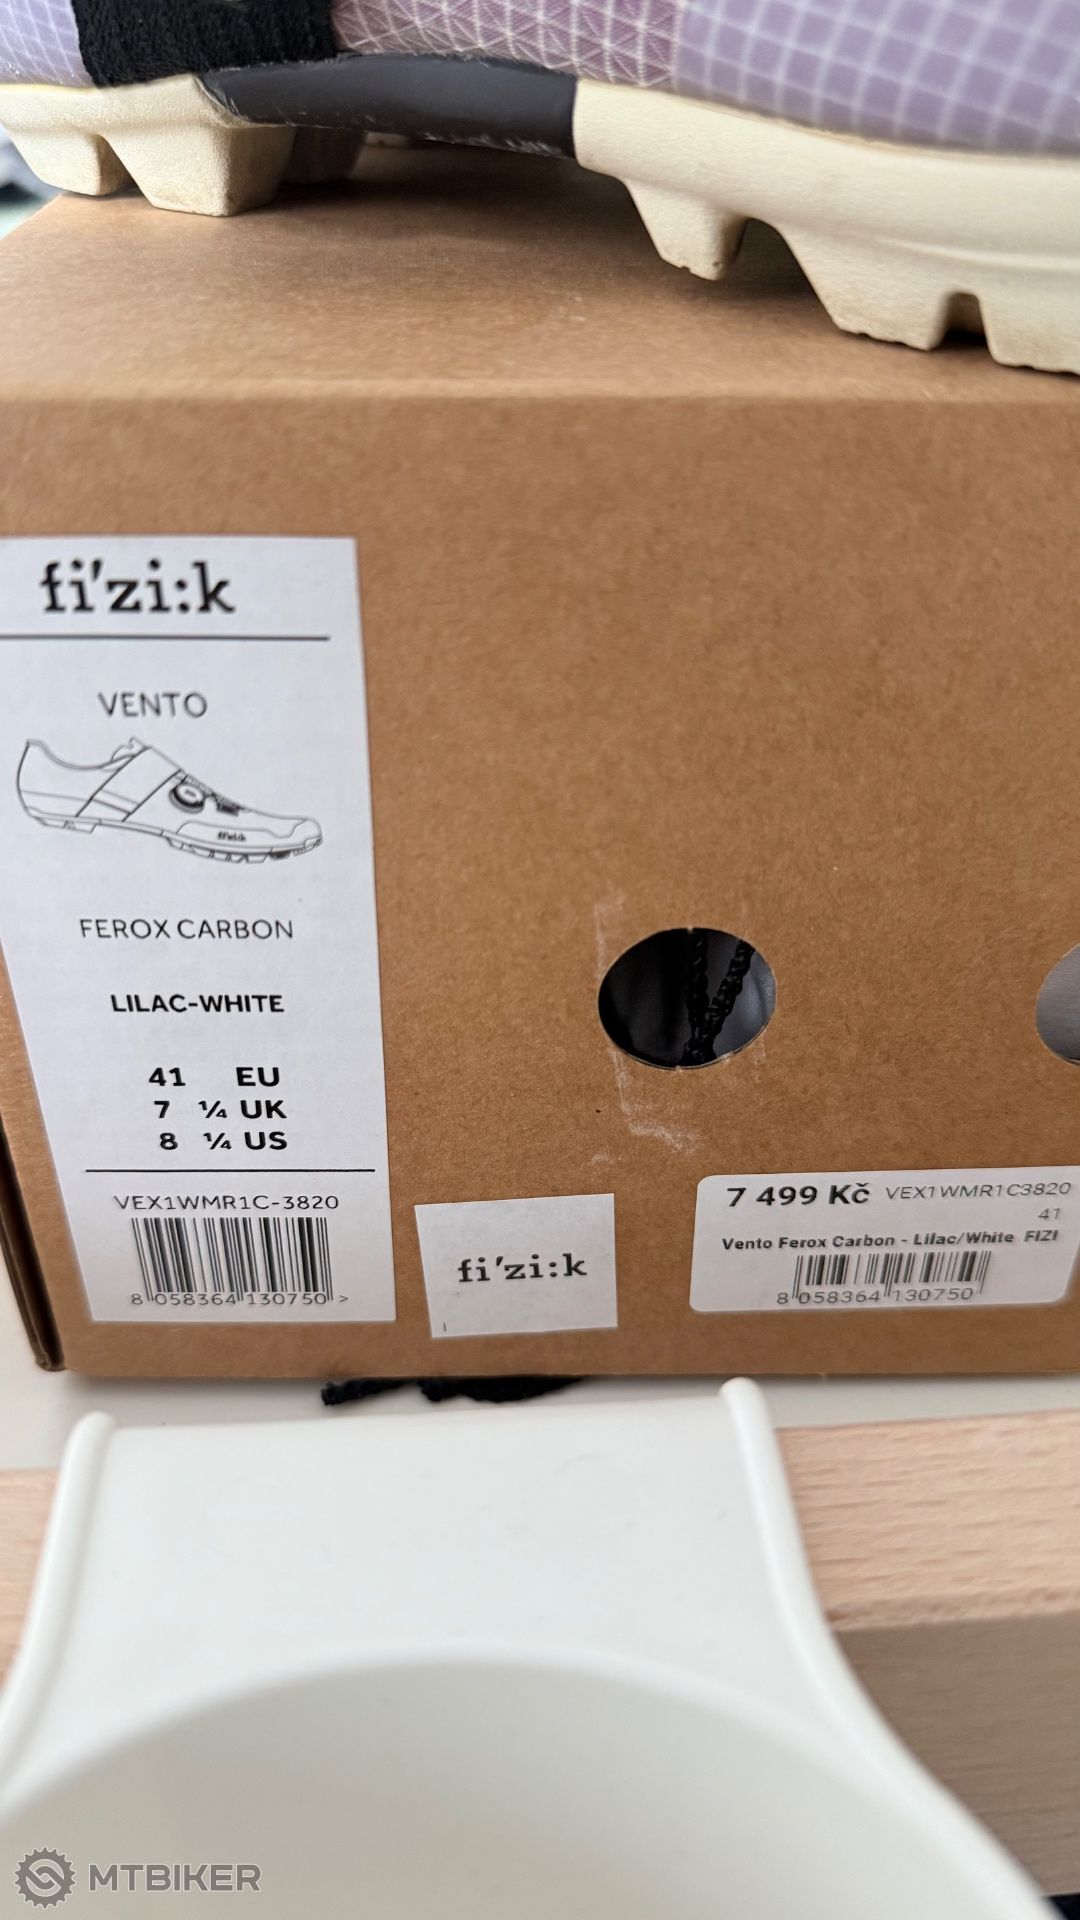 fi'zi:k
VENTO
fi'zi:k
FEROX CARBON
LILAC-WHITE
41 EU
7 ¼ UK
8 ¼ US
VEX1WMR1C-3820
8 058364 130750 >
fi'zi:k
7 499 Kč VEX1WMR1C3820
41
Vento Ferox Carbon - Lilac/White FIZI
8 058364 130750
MTBIKER